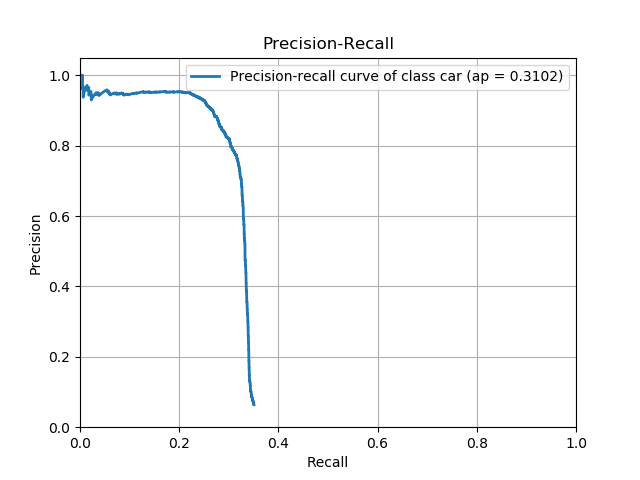 Precision-Recall
Precision-recall curve of class car (ap = 0.3102)
1.0
0.8
0.6
0.4
0.2
0.0
Precision
0.0 0.2 0.4 0.6 0.8 1.0
Recall